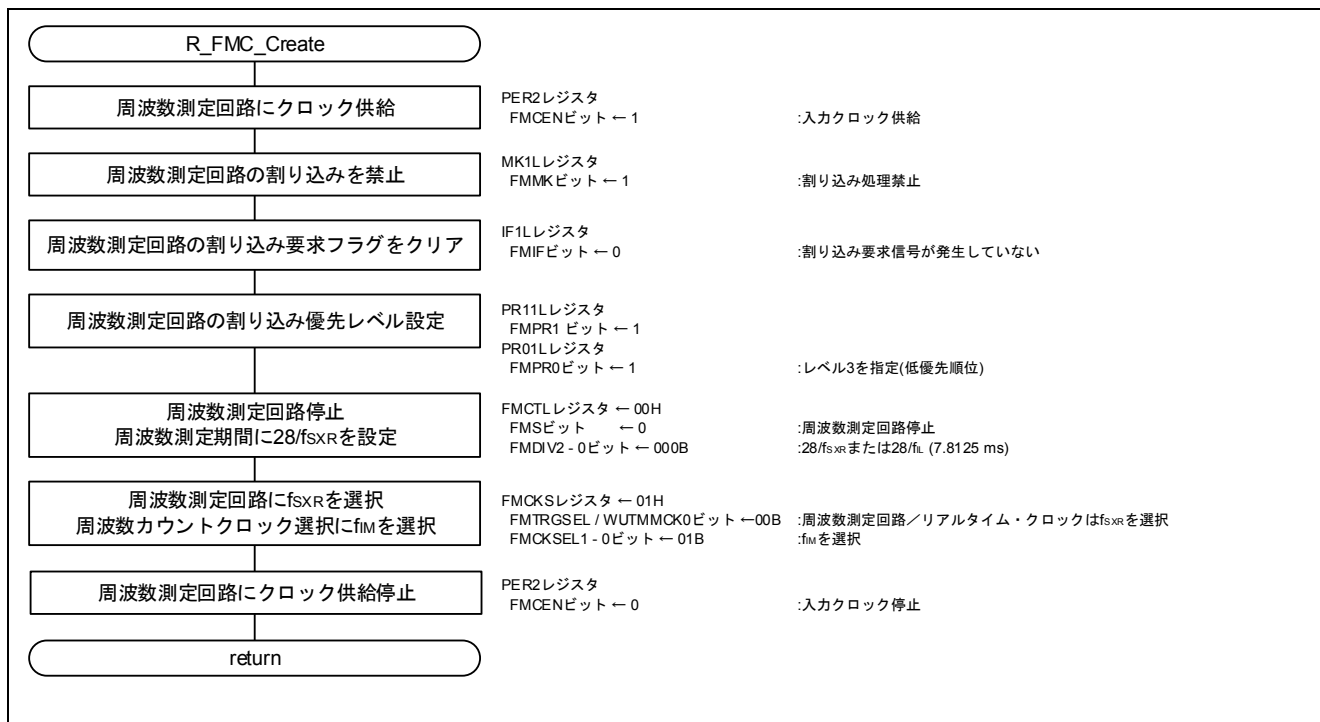 R_FMC_Create
周波数測定回路にクロック供給
PER2レジスタ
FMCENビット ← 1 :入力クロック供給
周波数測定回路の割り込みを禁止
MK1Lレジスタ
FMMKビット ← 1 :割り込み処理禁止
周波数測定回路の割り込み要求フラグをクリア
IF1Lレジスタ
FMIFビット ← 0 :割り込み要求信号が発生していない
周波数測定回路の割り込み優先レベル設定
PR11Lレジスタ
FMPR1 ビット ← 1
PR01Lレジスタ
FMPR0ビット ← 1 :レベル3を指定(低優先順位)
周波数測定回路停止
周波数測定期間に28/fSXRを設定
FMCTLレジスタ ← 00H
FMSビット ← 0 :周波数測定回路停止
FMDIV2 - 0ビット ← 000B :28/fSXRまたは28/fIL (7.8125 ms)
周波数測定回路にfSXRを選択
周波数カウントクロック選択にfIMを選択
FMCKSレジスタ ← 01H
FMTRGSEL / WUTMMCK0ビット ←00B :周波数測定回路／リアルタイム・クロックはfSXRを選択
FMCKSEL1 - 0ビット ← 01B :fIMを選択
周波数測定回路にクロック供給停止
PER2レジスタ
FMCENビット ← 0 :入力クロック停止
return